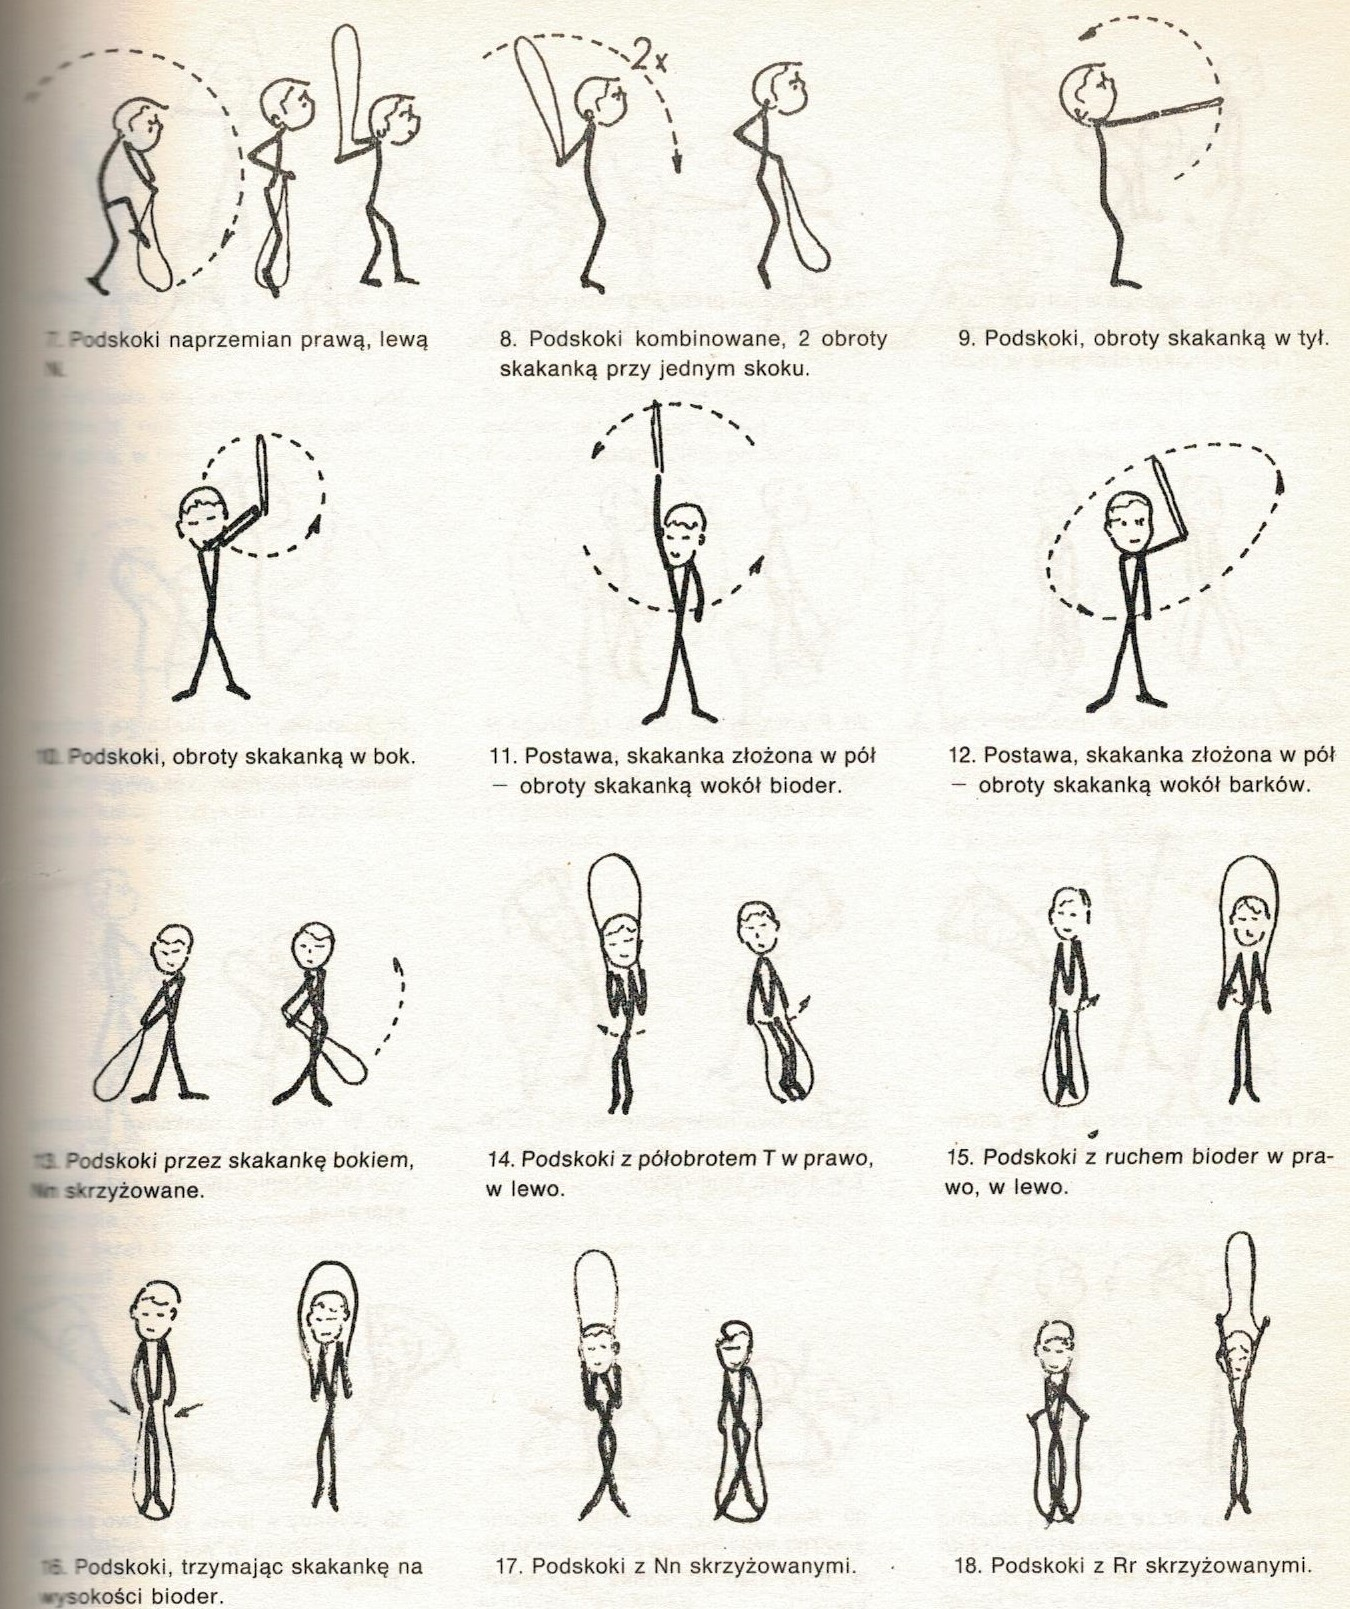 2x
7. Podskoki naprzemian prawą, lewą
N.
8. Podskoki kombinowane, 2 obroty
skakanką przy jednym skoku.
9. Podskoki, obroty skakanką w tył.
10. Podskoki, obroty skakanką w bok.
11. Postawa, skakanka złożona w pół
— obroty skakanką wokół bioder.
12. Postawa, skakanka złożona w pół
— obroty skakanką wokół barków.
13. Podskoki przez skakankę bokiem,
Nn skrzyżowane.
14. Podskoki z półobrotem T w prawo,
w lewo.
15. Podskoki z ruchem bioder w pra-
wo, w lewo.
16. Podskoki, trzymając skakankę na
wysokości bioder.
17. Podskoki z Nn skrzyżowanymi.
18. Podskoki z Rr skrzyżowanymi.